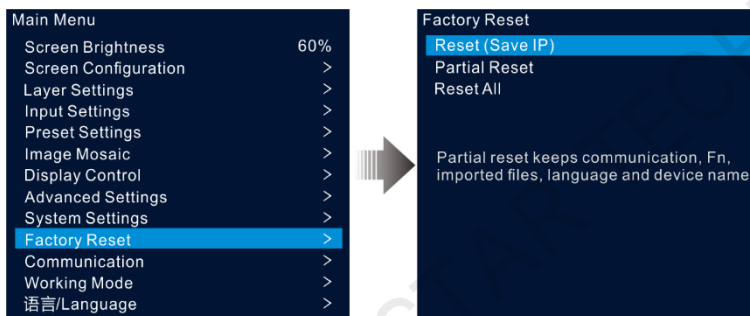 Main Menu
Screen Brightness 60%
Screen Configuration >
Layer Settings >
Input Settings >
Preset Settings >
Image Mosaic >
Display Control >
Advanced Settings >
System Settings >
Factory Reset >
Communication >
Working Mode >
语言/Language >
Factory Reset
Reset (Save IP)
Partial Reset
Reset All
Partial reset keeps communication, Fn,
imported files, language and device name